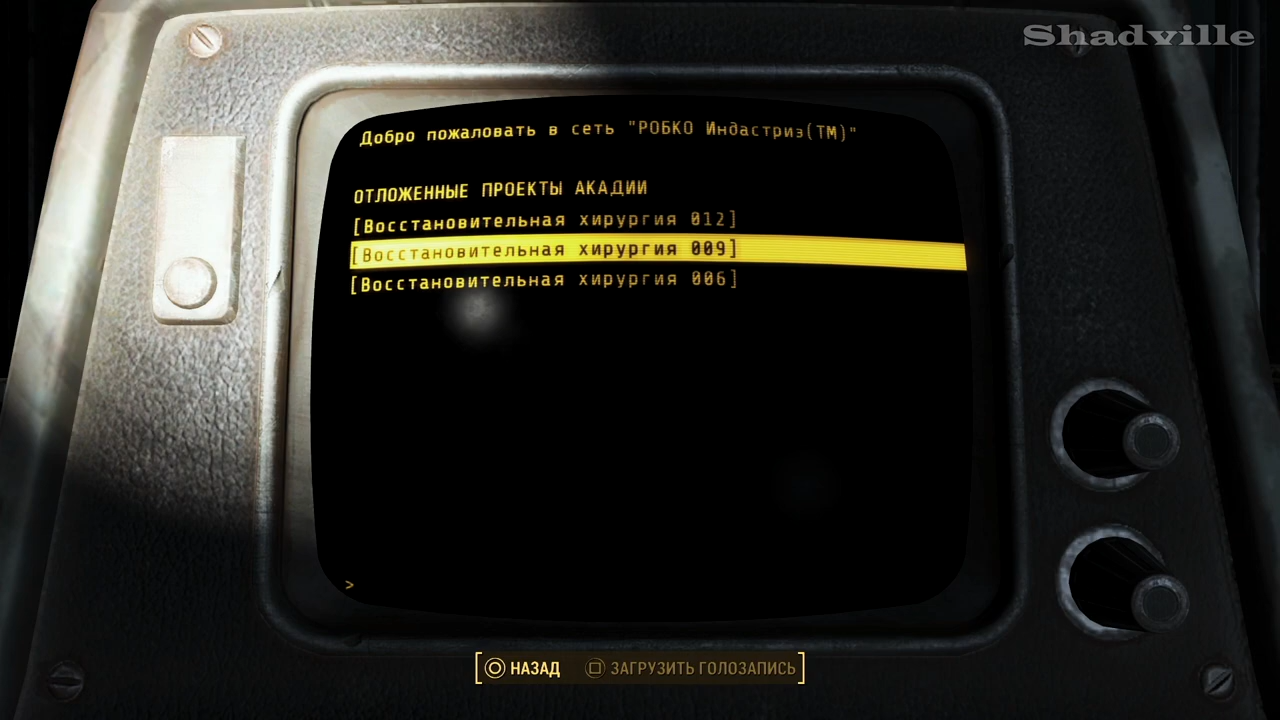 Shadville
Добро пожаловать в сеть "РОБКО Индастриз(ТМ)"
ОТЛОЖЕННЫЕ ПРОЕКТЫ АКАДИИ
[Восстановительная хирургия 012]
[Восстановительная хирургия 009]
[Восстановительная хирургия 006]
>
НАЗАД ЗАГРУЗИТЬ ГОЛОЗАПИСЬ